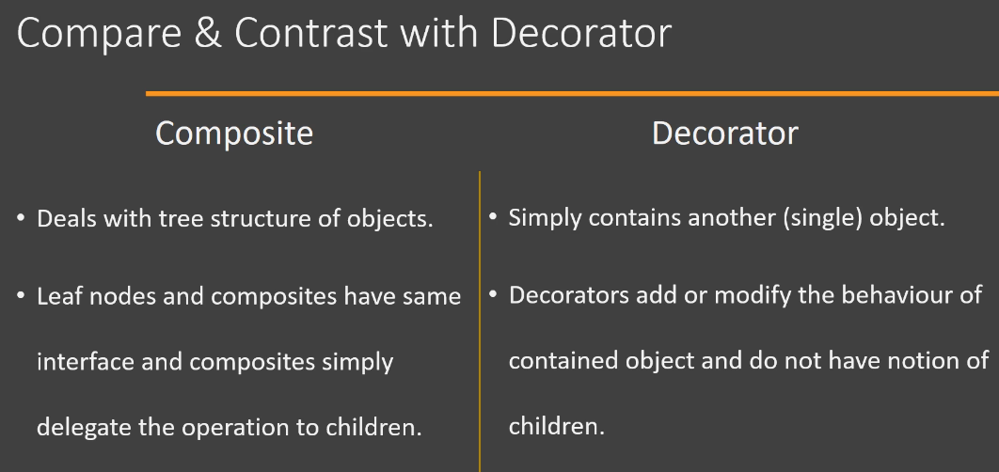 Compare & Contrast with Decorator
Composite
• Deals with tree structure of objects.
• Leaf nodes and composites have same
interface and composites simply
delegate the operation to children.
Decorator
• Simply contains another (single) object.
• Decorators add or modify the behaviour of
contained object and do not have notion of
children.